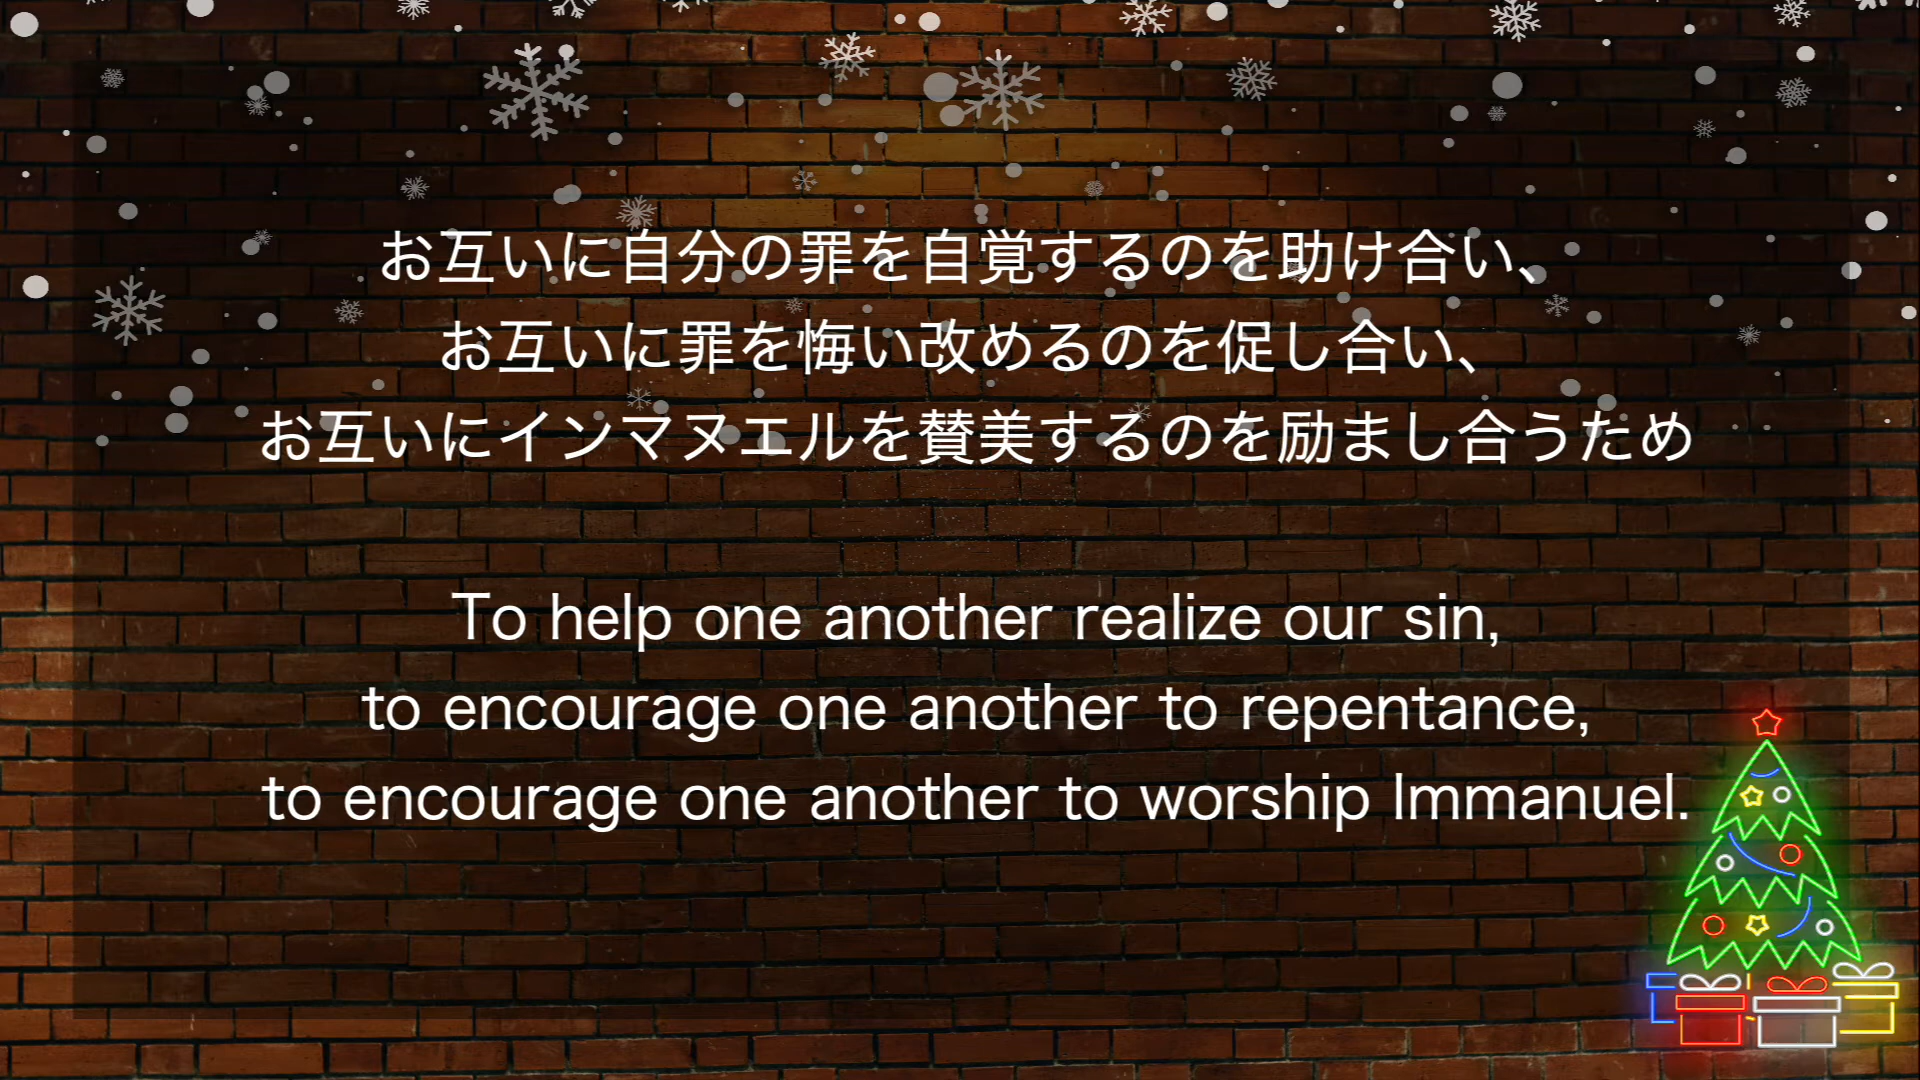 お互いに自分の罪を自覚するのを助け合い、
お互いに罪を悔い改めるのを促し合い、
お互いにインマヌエルを賛美するのを励まし合うため
To help one another realize our sin,
to encourage one another to repentance,
to encourage one another to worship Immanuel.